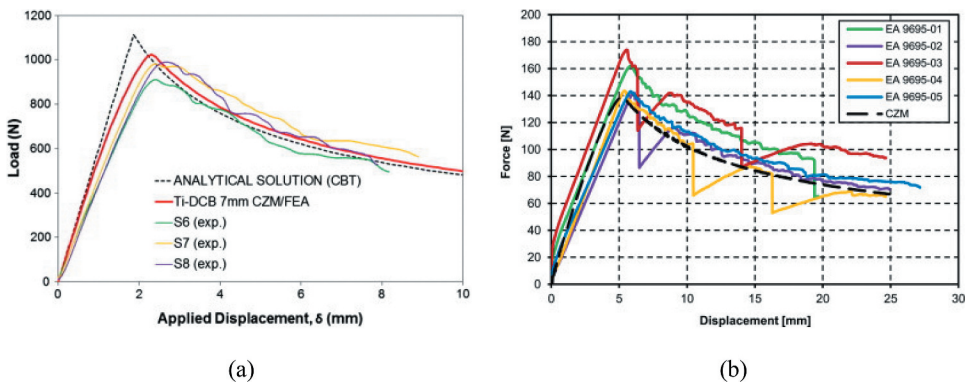 1200
1000
800
600
400
200
0
Load (N)
ANALYTICAL SOLUTION (CBT)
Ti-DCB 7mm CZM/FEA
S6 (exp.)
S7 (exp.)
S8 (exp.)
0 2 4 6 8 10
Applied Displacement, δ (mm)
(a)
200
180
160
140
120
100
80
60
40
20
0
Force [N]
EA 9695-01
EA 9695-02
EA 9695-03
EA 9695-04
EA 9695-05
CZM
0 5 10 15 20 25 30
Displacement [mm]
(b)